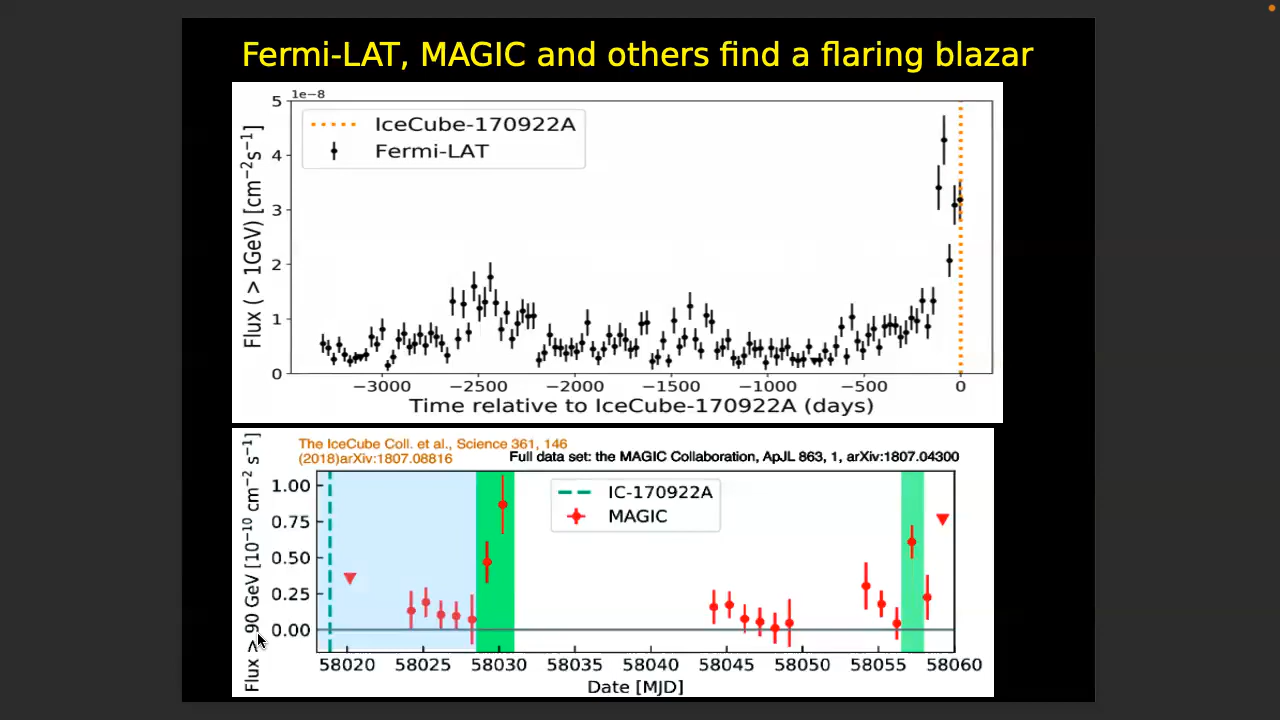 Fermi-LAT, MAGIC and others find a flaring blazar
1e−8
5
4
3
2
1
0
Flux (>1GeV) [cm−2s−1]
IceCube-170922A
Fermi-LAT
−3000 −2500 −2000 −1500 −1000 −500 0
Time relative to IceCube-170922A (days)
The IceCube Coll. et al., Science 361, 146
(2018)arXiv:1807.08816
Full data set: the MAGIC Collaboration, ApJL 863, 1, arXiv:1807.04300
Flux > 90 GeV [10−10 cm−2 s−1]
1.00
0.75
0.50
0.25
0.00
IC-170922A
MAGIC
58020 58025 58030 58035 58040 58045 58050 58055 58060
Date [MJD]